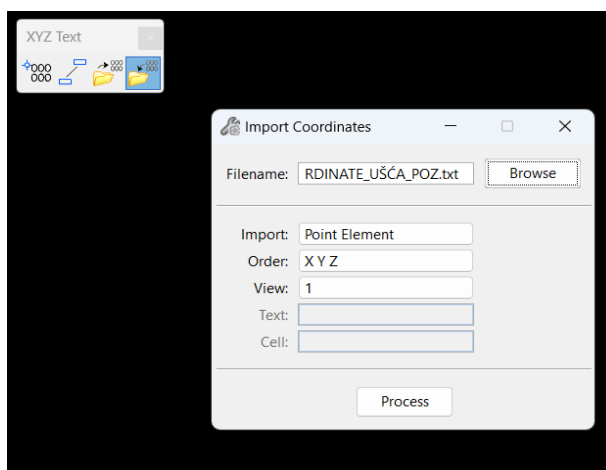 XYZ Text
Import Coordinates
Filename: RDINATE_UŠĆA_POZ.txt Browse
Import: Point Element
Order: X Y Z
View: 1
Text:
Cell:
Process